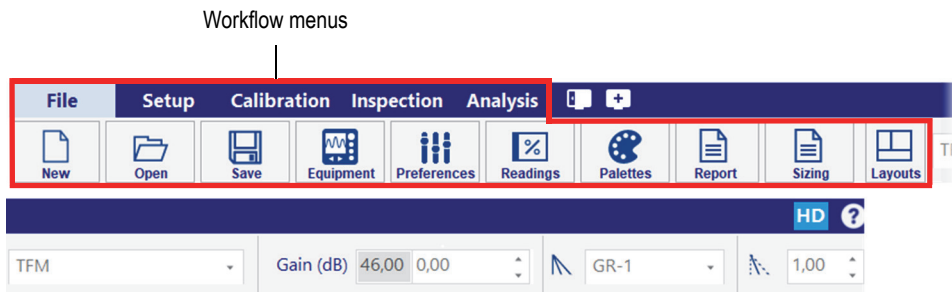 Workflow menus
File Setup Calibration Inspection Analysis
%
New Open Save Equipment Preferences Readings Palettes Report Sizing Layouts
HD ?
TFM Gain (dB) 46,00 0,00 GR-1 1,00